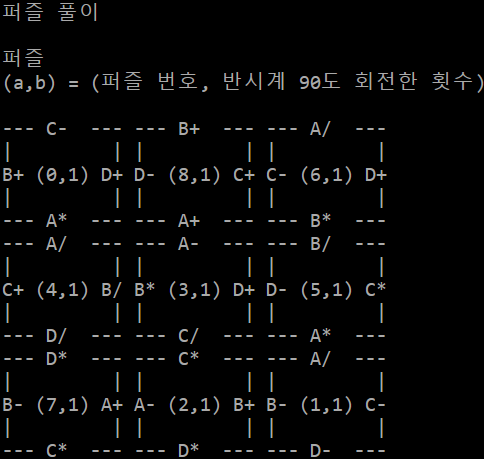 퍼즐 풀이
퍼즐
(a,b) = (퍼즐 번호, 반시계 90도 회전한 횟수)
--- C-  --- --- B+  --- --- A/  ---
|         | |         | |         |
B+ (0,1) D+ D- (8,1) C+ C- (6,1) D+
|         | |         | |         |
--- A*  --- --- A+  --- --- B*  ---
--- A/  --- --- A-  --- --- B/  ---
|         | |         | |         |
C+ (4,1) B/ B* (3,1) D+ D- (5,1) C*
|         | |         | |         |
--- D/  --- --- C/  --- --- A*  ---
--- D*  --- --- C*  --- --- A/  ---
|         | |         | |         |
B- (7,1) A+ A- (2,1) B+ B- (1,1) C-
|         | |         | |         |
--- C*  --- --- D*  --- --- D-  ---